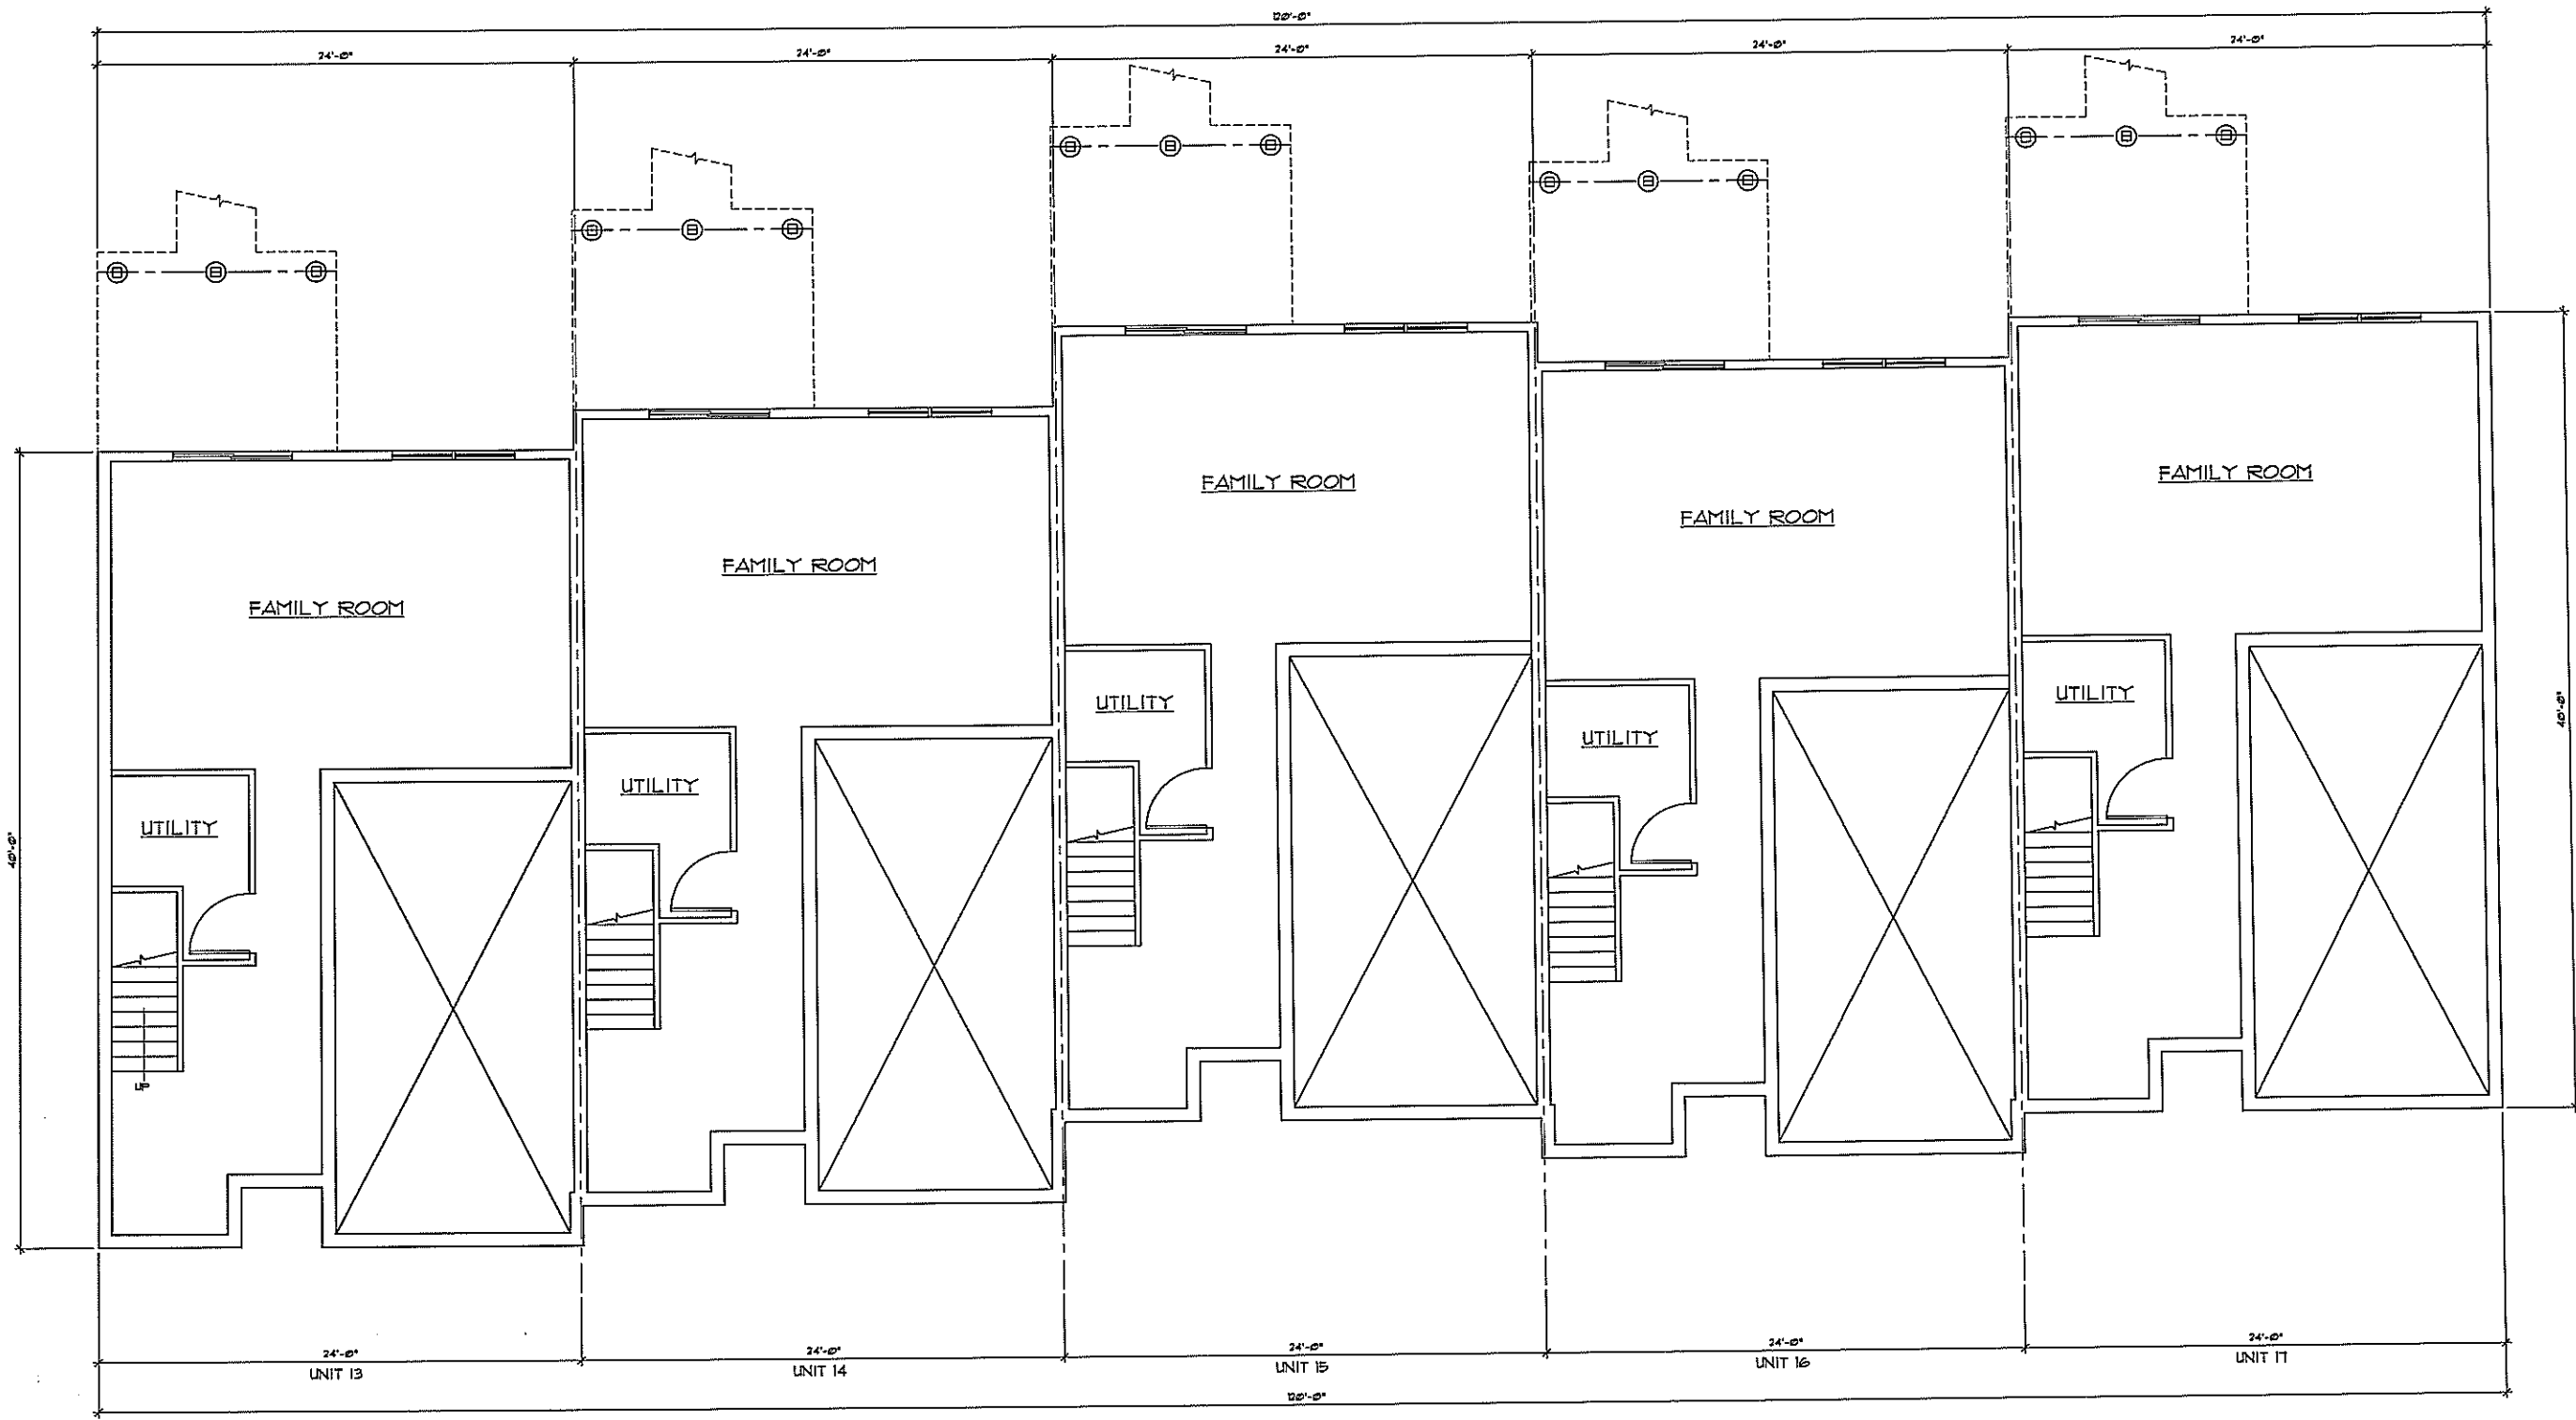 120'-0"
24'-0"
24'-0"
24'-0"
24'-0"
24'-0"
FAMILY ROOM
FAMILY ROOM
FAMILY ROOM
FAMILY ROOM
FAMILY ROOM
UTILITY
UTILITY
UTILITY
UTILITY
UTILITY
40'-0"
40'-0"
UP
24'-0"
24'-0"
24'-0"
24'-0"
24'-0"
UNIT 13
UNIT 14
UNIT 15
UNIT 16
UNIT 17
120'-0"